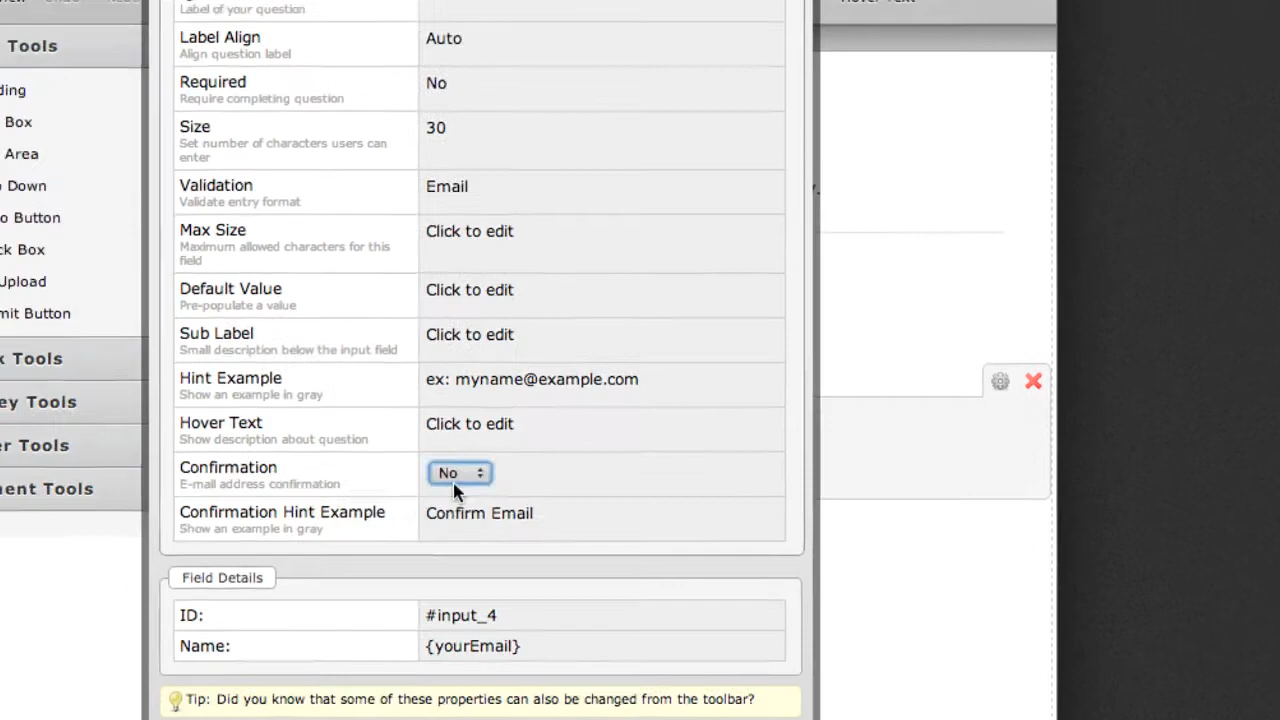 Label of your question
Hover Text
Tools
Label Align
Auto
Align question label
ding
Required
No
Require completing question
Box
Size
30
Set number of characters users can
enter
Area
Down
Validation
Email
Validate entry format
o Button
Max Size
Click to edit
Maximum allowed characters for this
field
ck Box
Upload
Default Value
Click to edit
Pre-populate a value
mit Button
Sub Label
Click to edit
Small description below the input field
k Tools
Hint Example
ex: myname@example.com
Show an example in gray
ey Tools
Hover Text
Click to edit
Show description about question
er Tools
Confirmation
No
E-mail address confirmation
ment Tools
Confirmation Hint Example
Confirm Email
Show an example in gray
Field Details
ID:
#input_4
Name:
{yourEmail}
Tip: Did you know that some of these properties can also be changed from the toolbar?